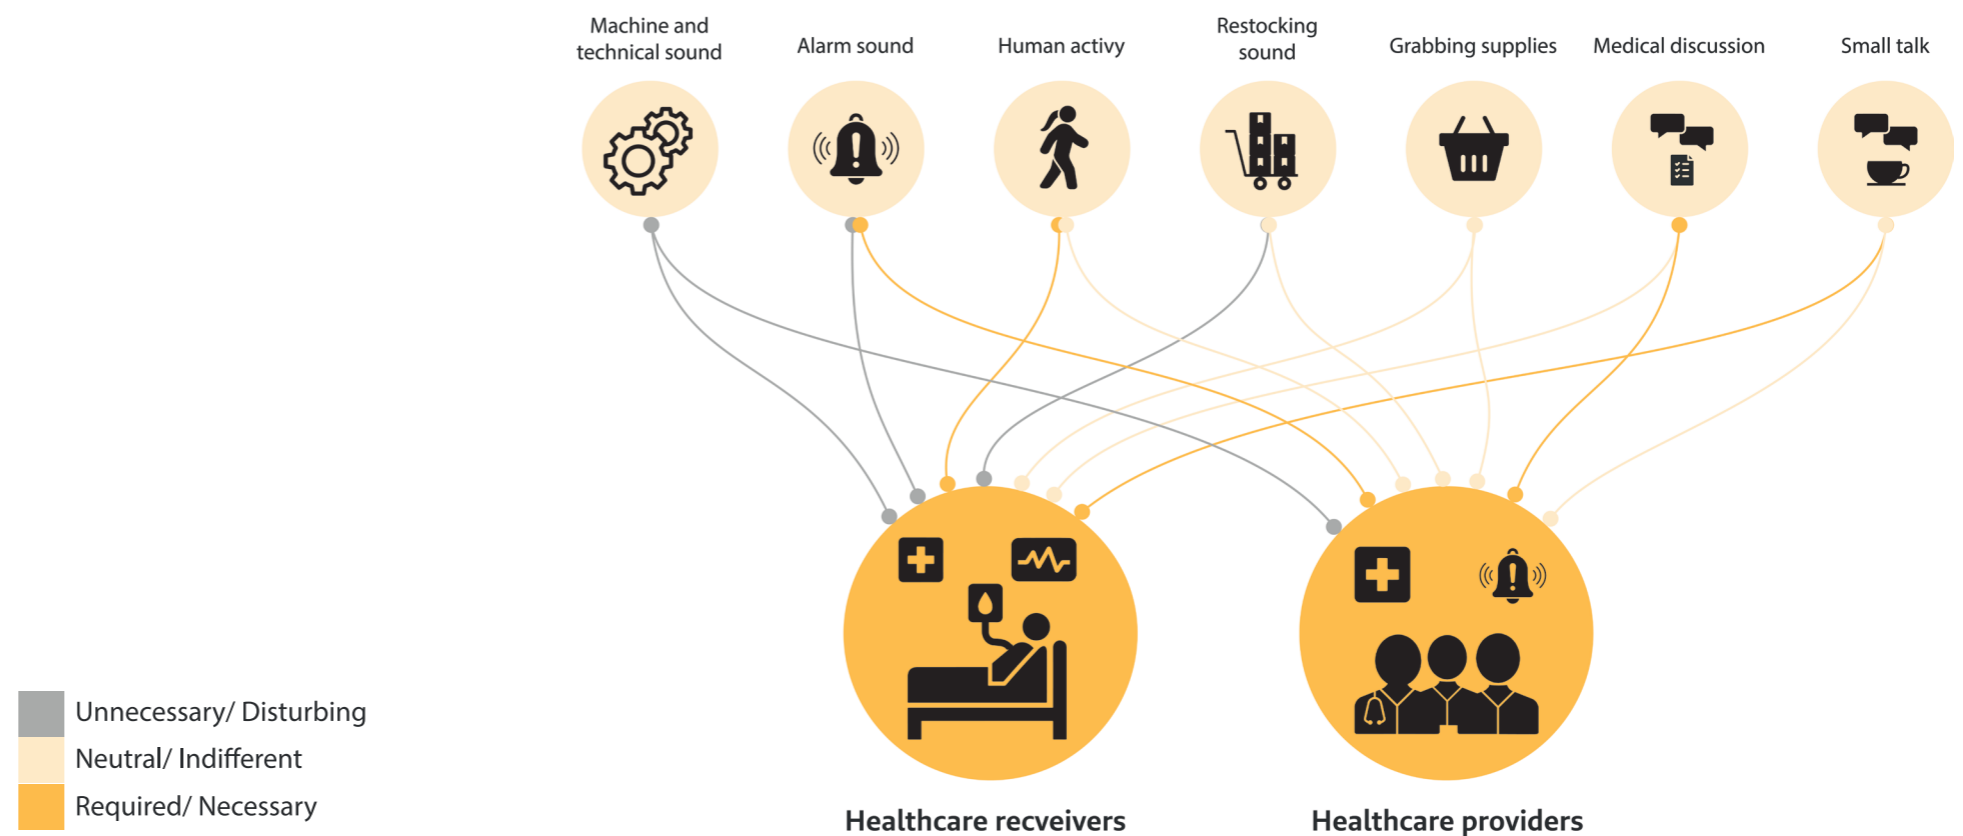 Machine and
technical sound
Alarm sound
Human activy
Restocking
sound
Grabbing supplies
Medical discussion
Small talk
Unnecessary/ Disturbing
Neutral/ Indifferent
Required/ Necessary
Healthcare recveivers
Healthcare providers